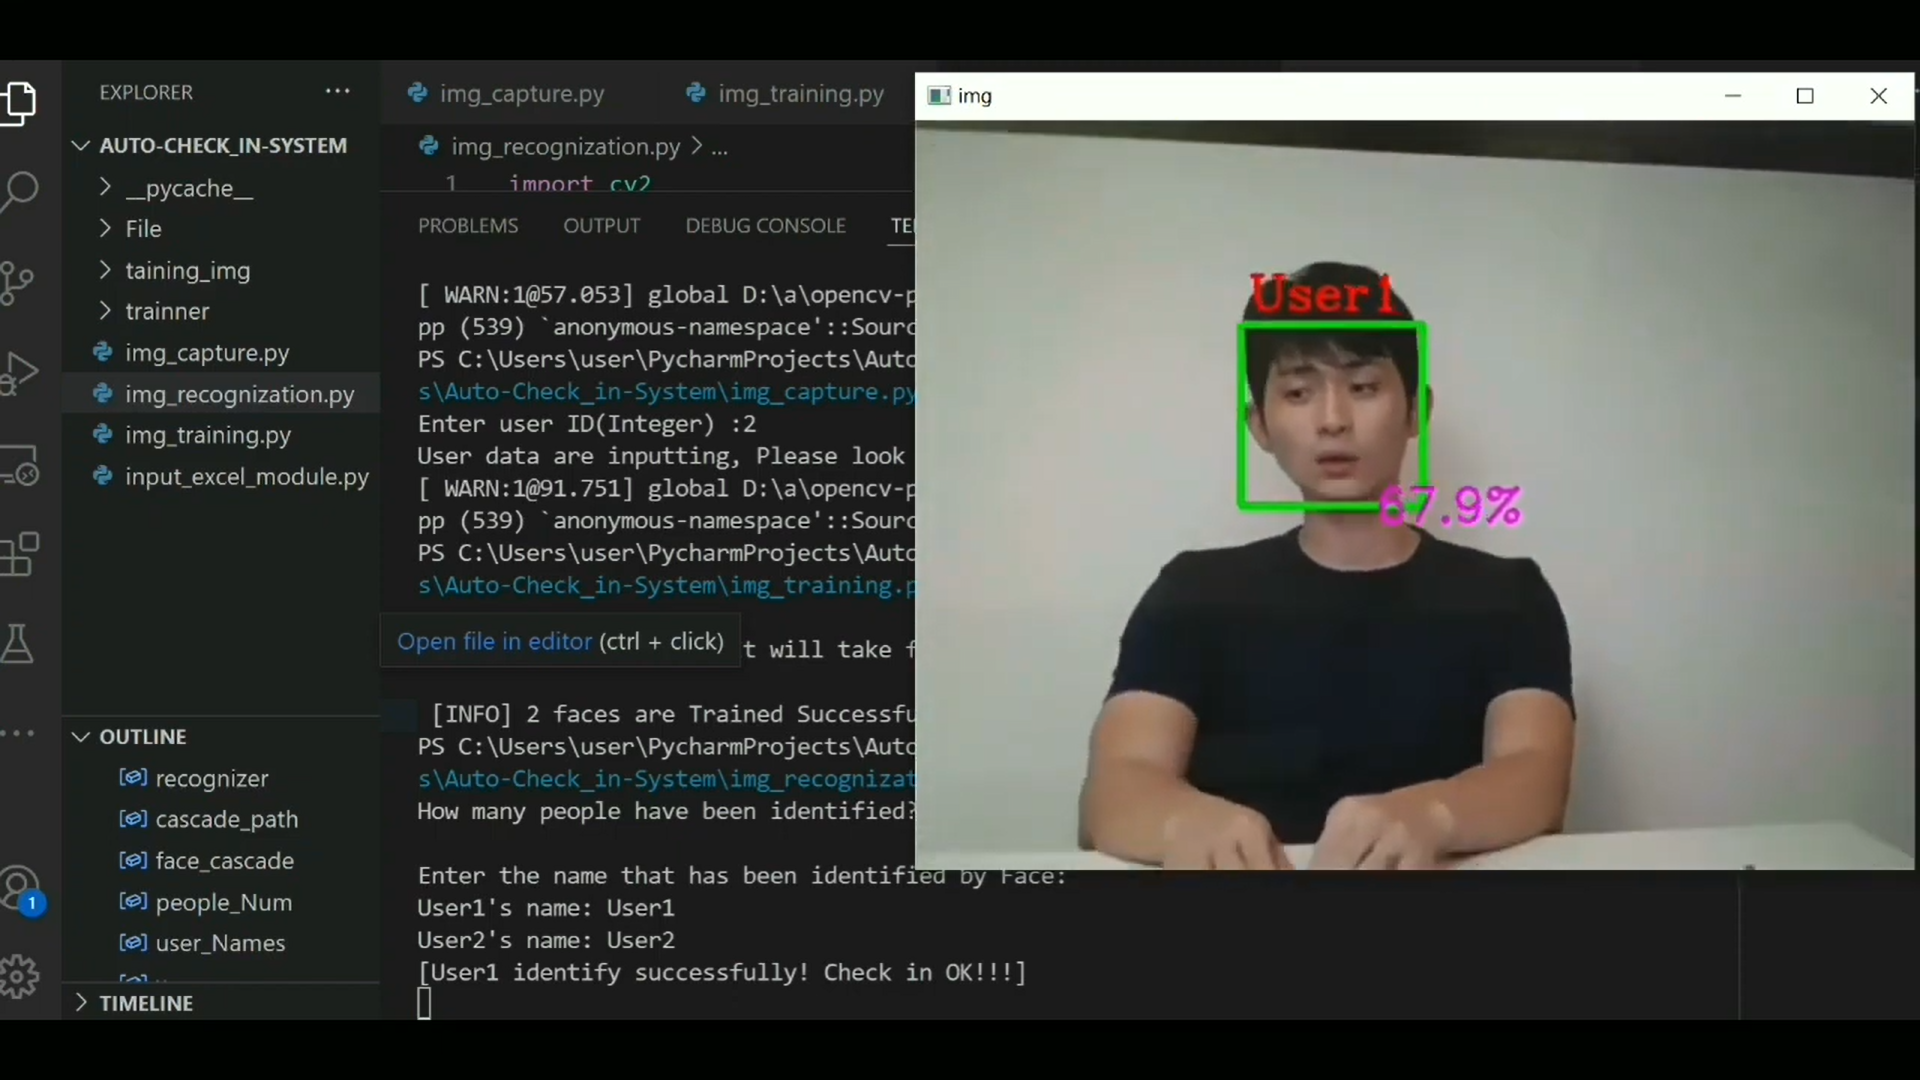 EXPLORER
AUTO-CHECK_IN-SYSTEM
__pycache__
File
taining_img
trainner
img_capture.py
img_recognization.py
img_training.py
input_excel_module.py
OUTLINE
recognizer
cascade_path
face_cascade
people_Num
user_Names
TIMELINE
1
img_capture.py
img_training.py
img_recognization.py > ...
1 import cv2
PROBLEMS OUTPUT DEBUG CONSOLE TE
[ WARN:1@57.053] global D:\a\opencv-p
pp (539) `anonymous-namespace'::Sourc
PS C:\Users\user\PycharmProjects\Auto
s\Auto-Check_in-System\img_capture.py
Enter user ID(Integer) :2
User data are inputting, Please look
[ WARN:1@91.751] global D:\a\opencv-p
pp (539) `anonymous-namespace'::Sourc
PS C:\Users\user\PycharmProjects\Auto
s\Auto-Check_in-System\img_training.p
Open file in editor (ctrl + click)
t will take f
[INFO] 2 faces are Trained Successfu
PS C:\Users\user\PycharmProjects\Auto
s\Auto-Check_in-System\img_recognizat
How many people have been identified?
Enter the name that has been identified by Face:
User1's name: User1
User2's name: User2
[User1 identify successfully! Check in OK!!!]
img
User1
67.9%